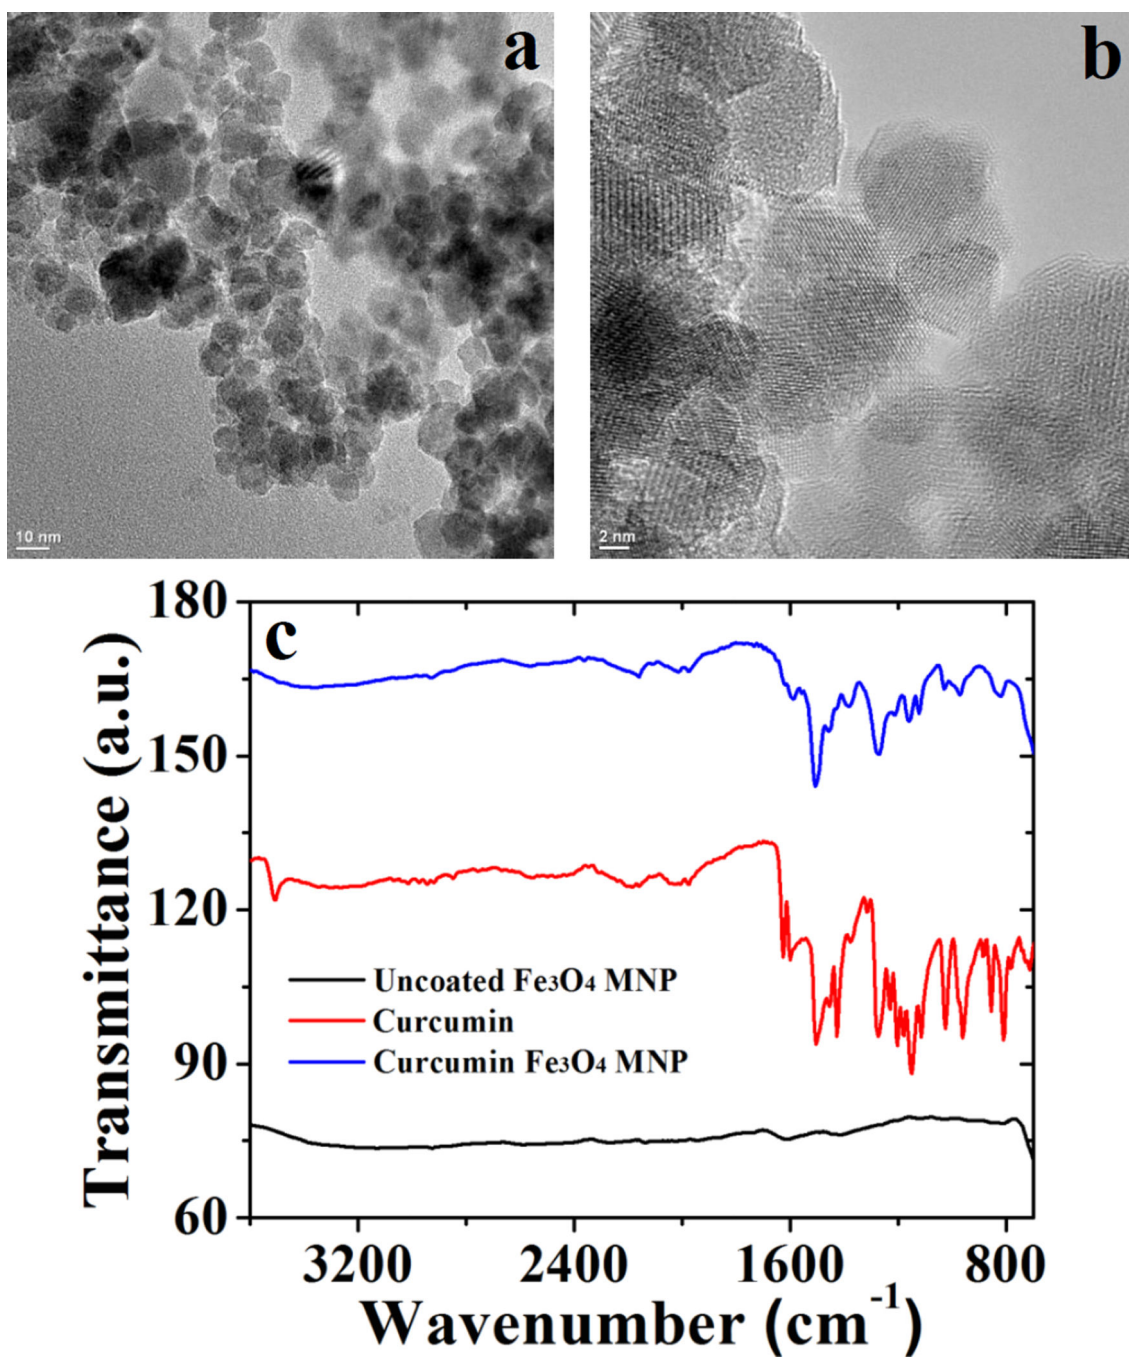 a
b
10 nm
2 nm
c
180
150
120
90
60
Transmittance (a.u.)
Uncoated Fe₃O₄ MNP
Curcumin
Curcumin Fe₃O₄ MNP
3200 2400 1600 800
Wavenumber (cm⁻¹)